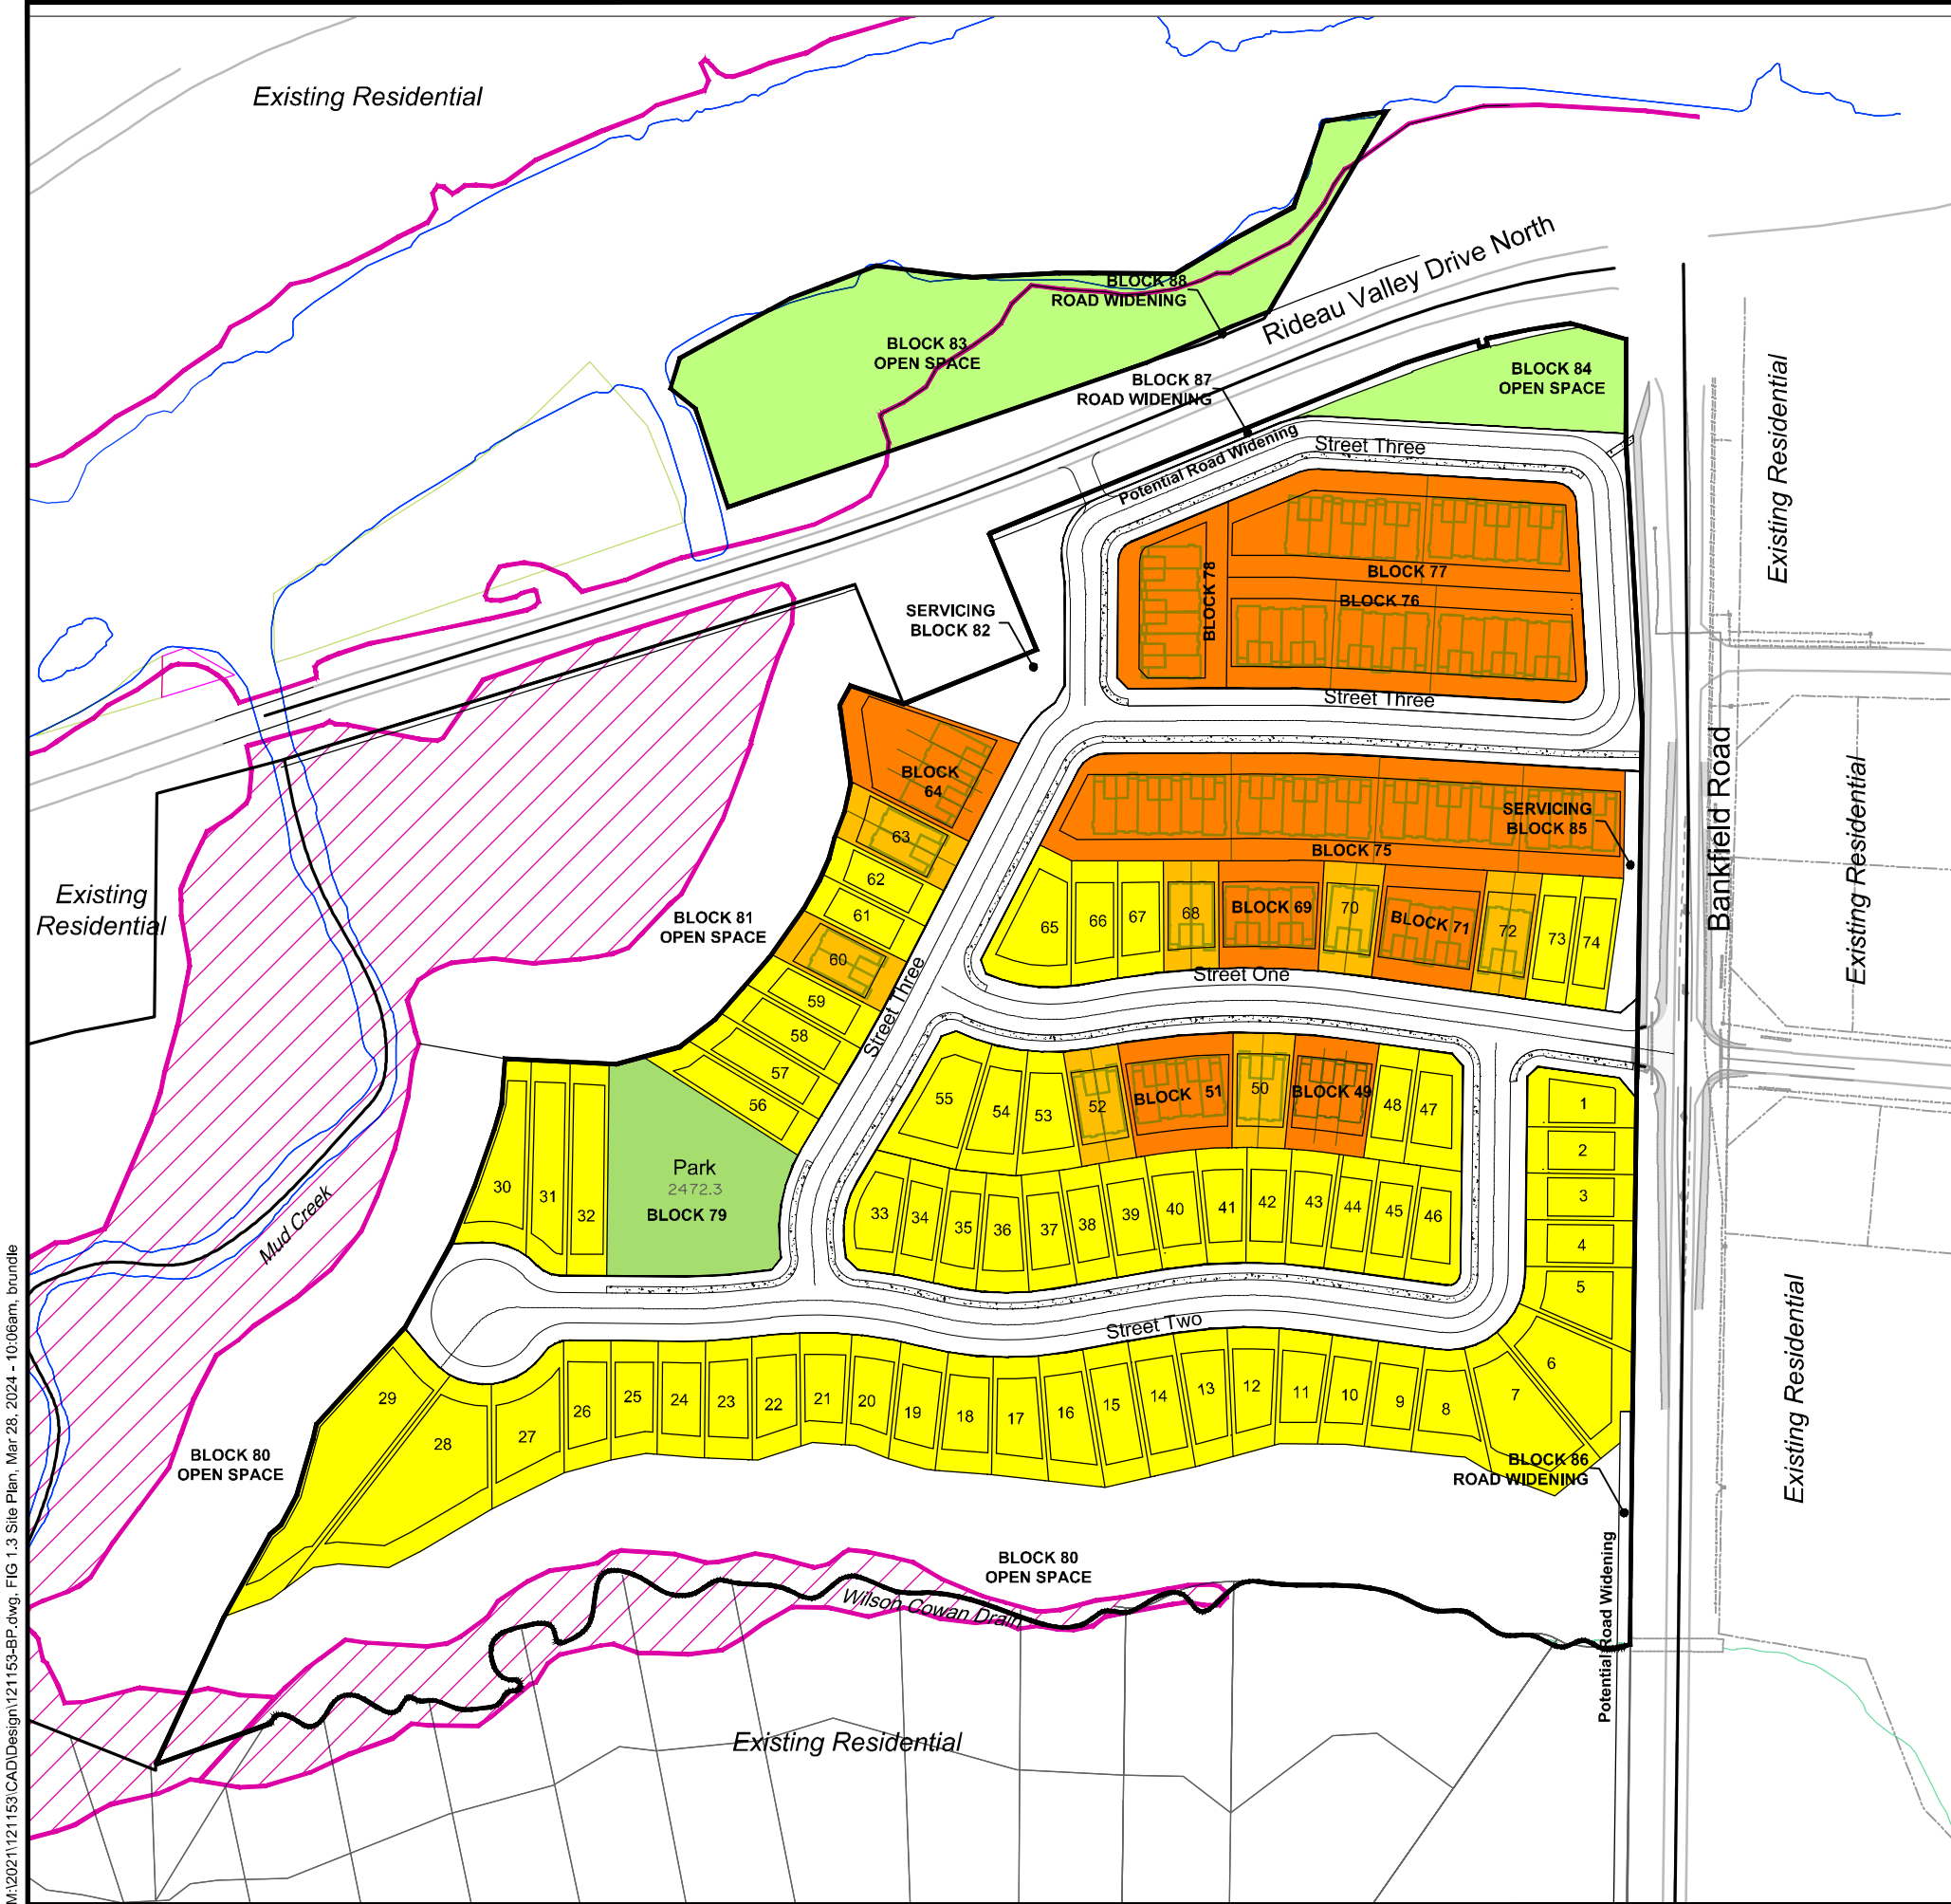 Existing Residential
Rideau Valley Drive North
BLOCK 88
ROAD WIDENING
BLOCK 83
OPEN SPACE
BLOCK 87
ROAD WIDENING
BLOCK 84
OPEN SPACE
Potential Road Widening
Street Three
Existing Residential
BLOCK 77
BLOCK 76
BLOCK 78
SERVICING
BLOCK 82
Street Three
BLOCK
64
63
62
61
60
59
58
57
56
SERVICING
BLOCK 85
BLOCK 75
Bankfield Road
Existing Residential
Existing
Residential
BLOCK 81
OPEN SPACE
65
66
67
68
BLOCK 69
70
BLOCK 71
72
73
74
Street One
Street Three
55
54
53
52
BLOCK 51
50
BLOCK 49
48
47
1
2
3
4
5
6
7
30
31
32
Park
2472.3
BLOCK 79
33
34
35
36
37
38
39
40
41
42
43
44
45
46
Mud Creek
Street Two
29
28
27
26
25
24
23
22
21
20
19
18
17
16
15
14
13
12
11
10
9
8
Existing Residential
BLOCK 80
OPEN SPACE
BLOCK 86
ROAD WIDENING
BLOCK 80
OPEN SPACE
Wilson Cowan Drain
Potential Road Widening
Existing Residential
M:\2021\121153\CAD\Design\121153-BP.dwg, FIG 1.3 Site Plan, Mar 28, 2024 - 10:06am, brundle